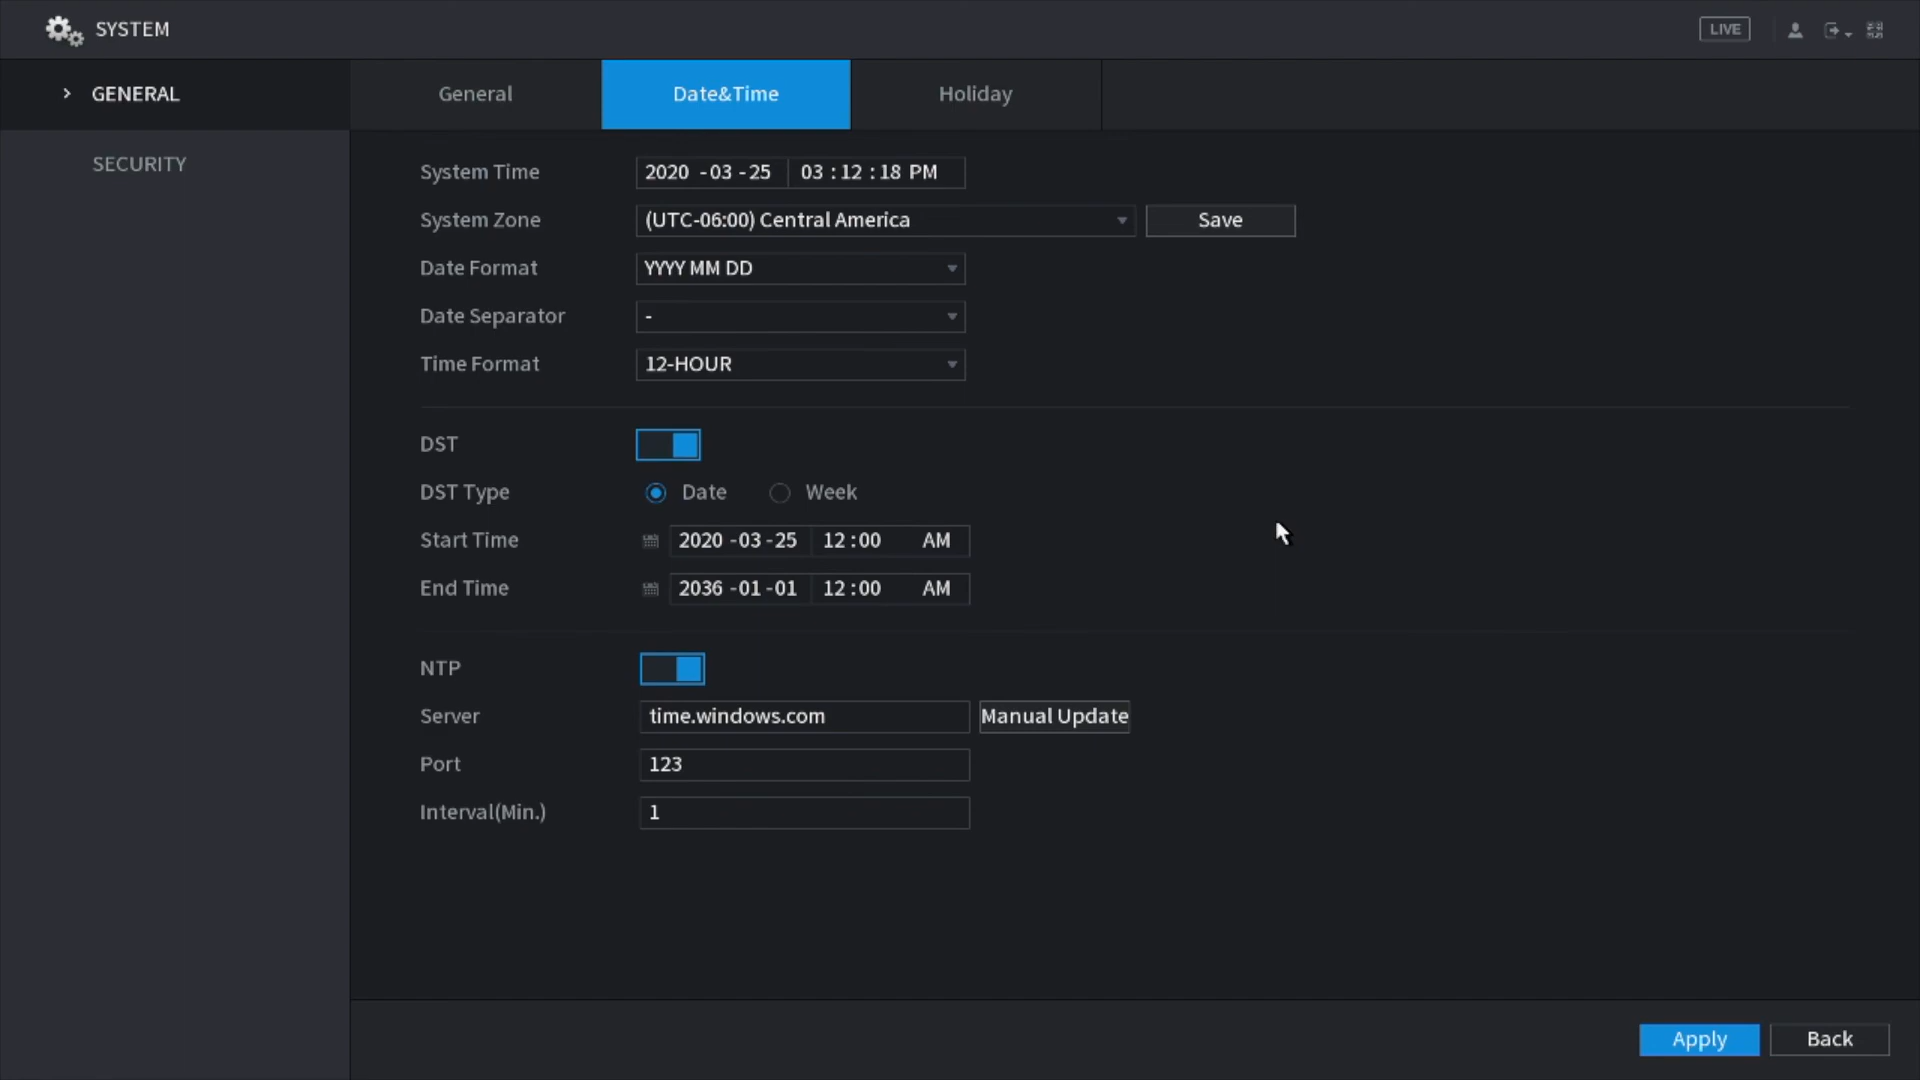 SYSTEM
LIVE
GENERAL
SECURITY
General
Date&Time
Holiday
System Time 2020 -03 -25 03 : 12 : 18 PM
System Zone (UTC-06:00) Central America Save
Date Format YYYY MM DD
Date Separator -
Time Format 12-HOUR
DST
DST Type Date Week
Start Time 2020 -03 -25 12 : 00 AM
End Time 2036 -01 -01 12 : 00 AM
NTP
Server time.windows.com Manual Update
Port 123
Interval(Min.) 1
Apply Back